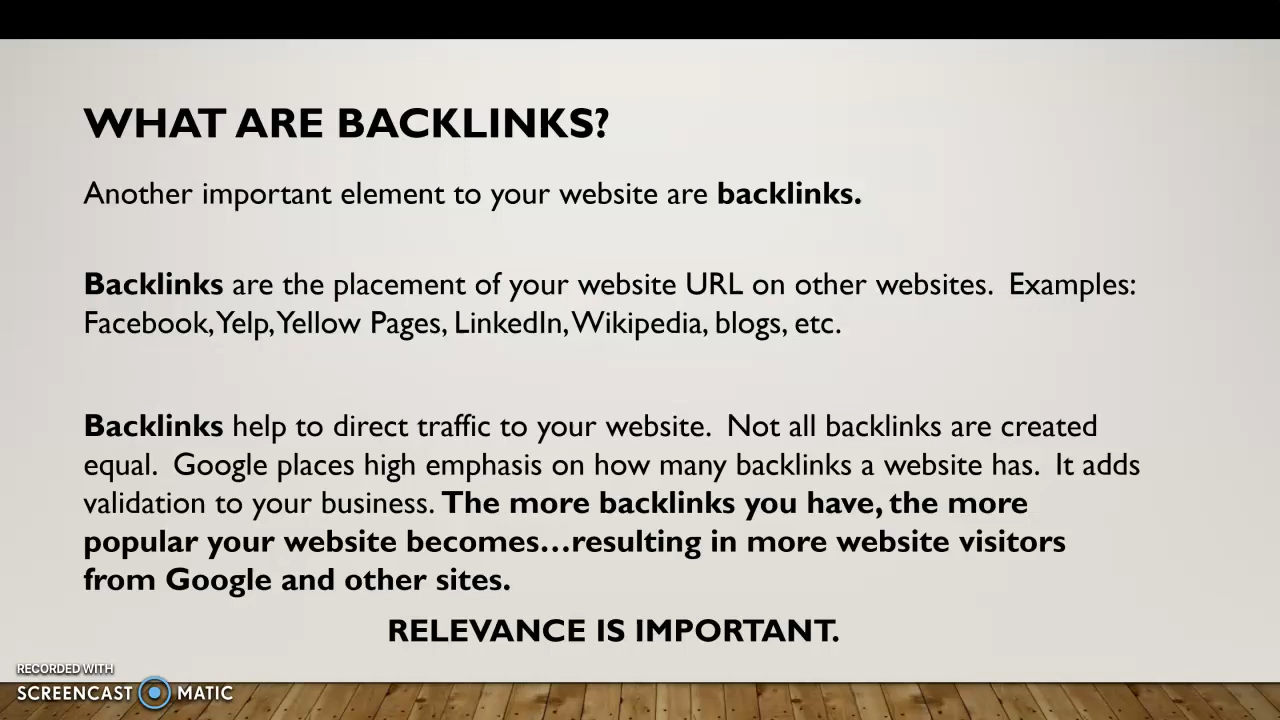 WHAT ARE BACKLINKS?
Another important element to your website are backlinks.
Backlinks are the placement of your website URL on other websites.  Examples:
Facebook, Yelp, Yellow Pages, LinkedIn, Wikipedia, blogs, etc.
Backlinks help to direct traffic to your website.  Not all backlinks are created
equal.  Google places high emphasis on how many backlinks a website has.  It adds
validation to your business. The more backlinks you have, the more
popular your website becomes…resulting in more website visitors
from Google and other sites.
RELEVANCE IS IMPORTANT.
RECORDED WITH
SCREENCAST MATIC